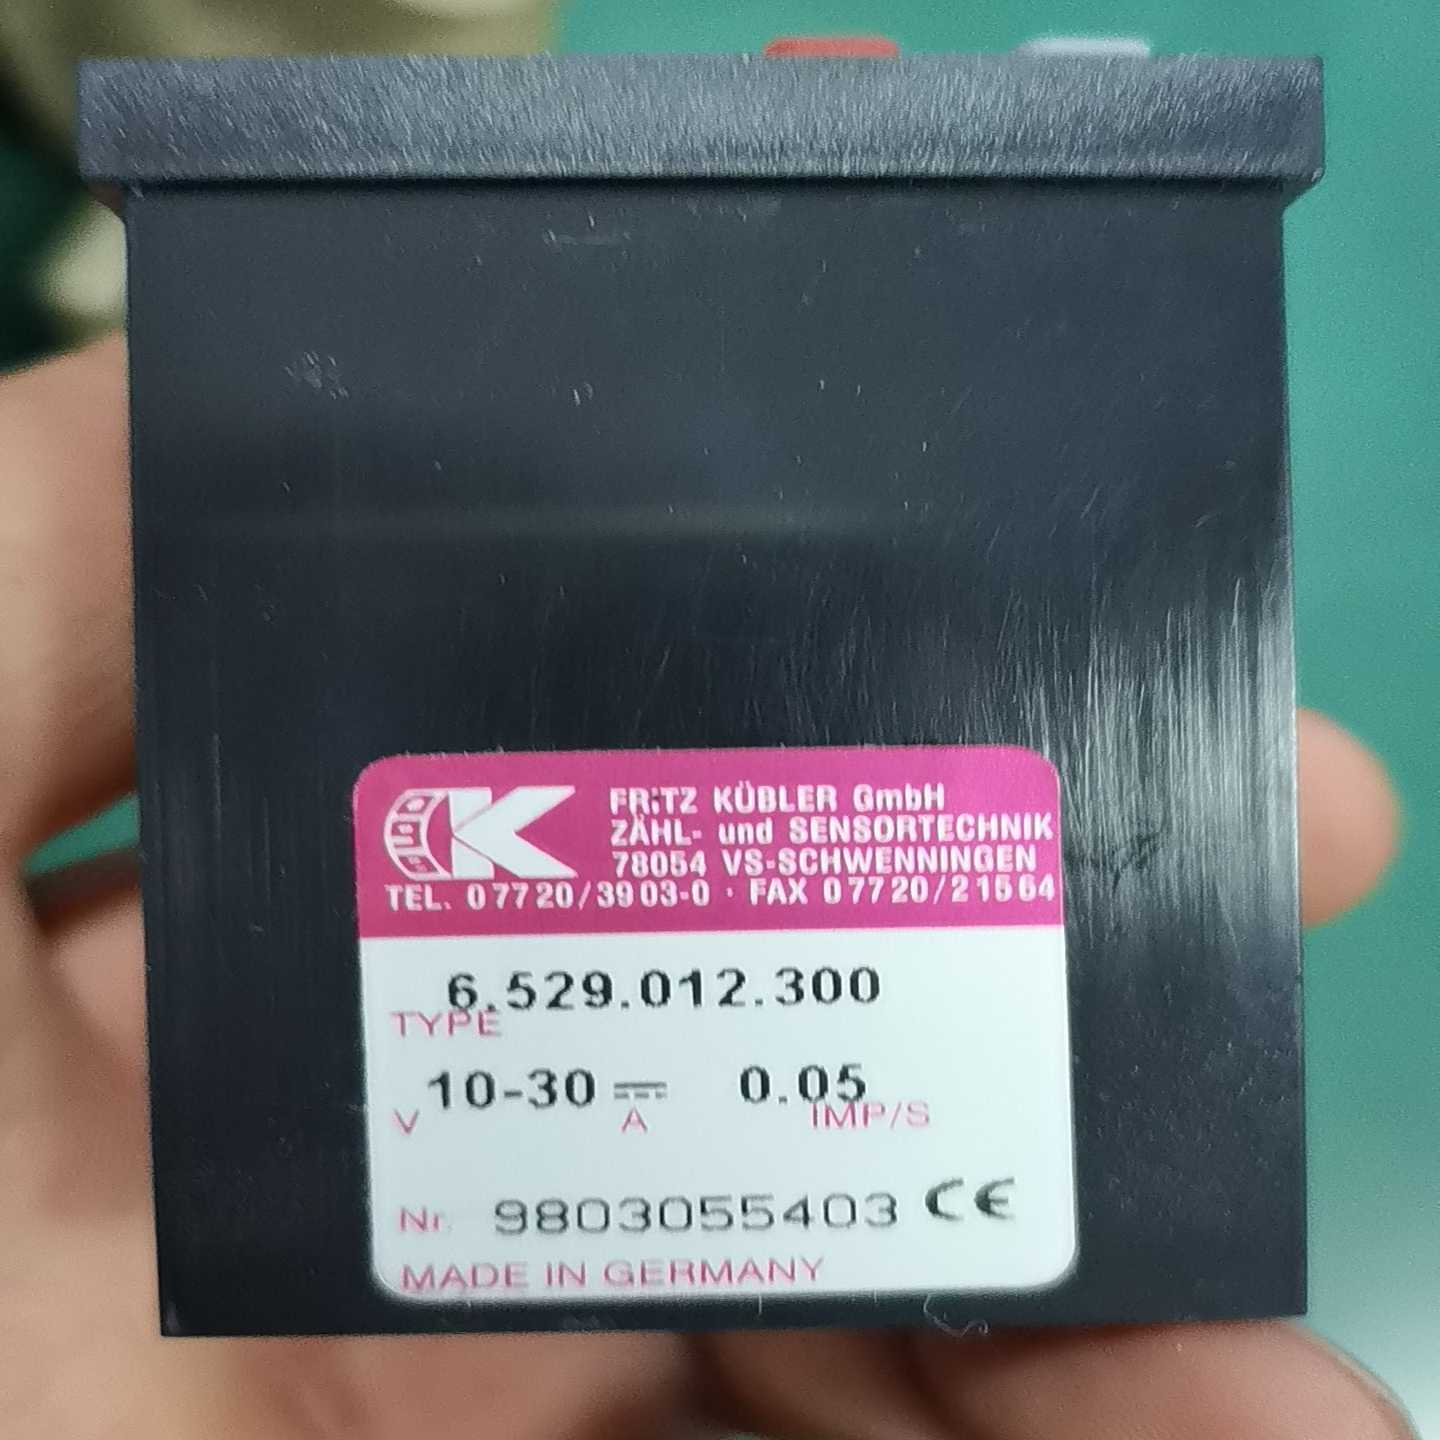 K FRITZ KÜBLER GmbH
ZÄHL- und SENSORTECHNIK
78054 VS-SCHWENNINGEN
TEL. 07720/3903-0 · FAX 07720/21564
TYPE 6.529.012.300
V 10-30 ⎓ A 0.05 IMP/S
Nr. 9803055403 CE
MADE IN GERMANY